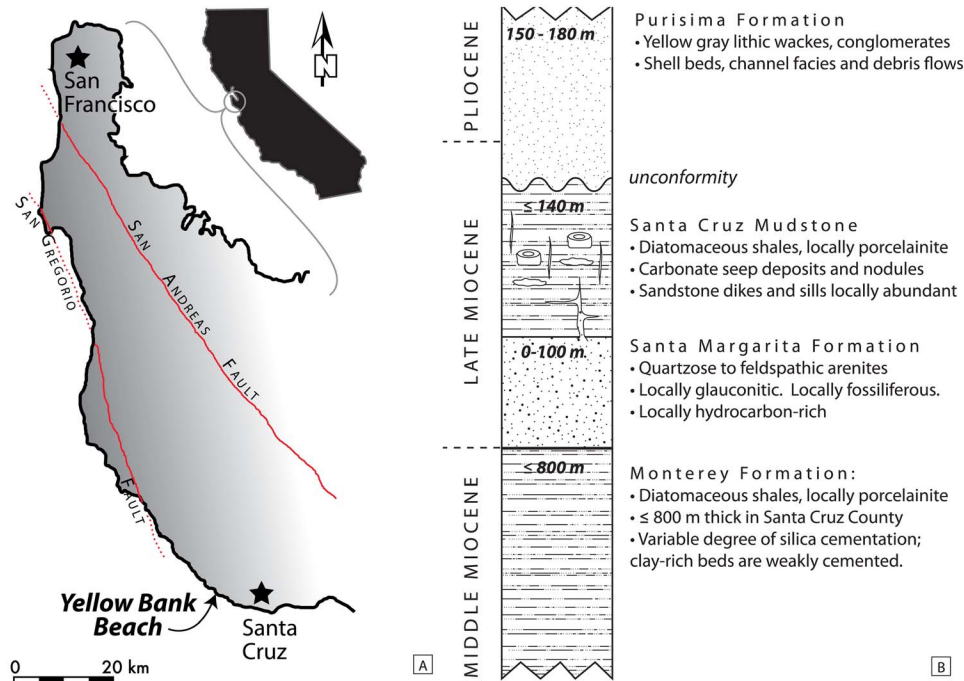 San
Francisco
N
SAN GREGORIO
FAULT
SAN ANDREAS FAULT
Yellow Bank
Beach
Santa
Cruz
0 20 km
A
PLIOCENE
LATE MIOCENE
MIDDLE MIOCENE
150 - 180 m
≤ 140 m
0-100 m
≤ 800 m
Purisima Formation
• Yellow gray lithic wackes, conglomerates
• Shell beds, channel facies and debris flows
unconformity
Santa Cruz Mudstone
• Diatomaceous shales, locally porcelainite
• Carbonate seep deposits and nodules
• Sandstone dikes and sills locally abundant
Santa Margarita Formation
• Quartzose to feldspathic arenites
• Locally glauconitic. Locally fossiliferous.
• Locally hydrocarbon-rich
Monterey Formation:
• Diatomaceous shales, locally porcelainite
• ≤ 800 m thick in Santa Cruz County
• Variable degree of silica cementation;
clay-rich beds are weakly cemented.
B